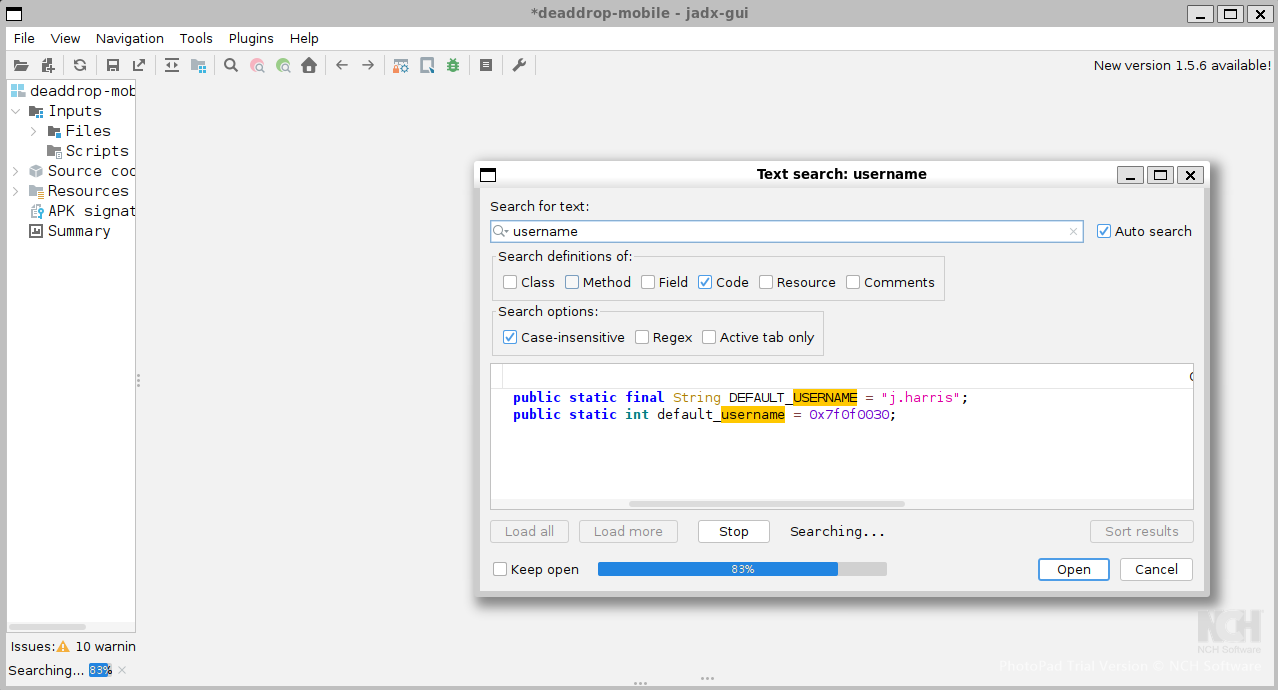 *deaddrop-mobile - jadx-gui
File View Navigation Tools Plugins Help
New version 1.5.6 available!
deaddrop-mob
Inputs
Files
Scripts
Source coc
Resources
APK signat
Summary
Text search: username
Search for text:
username
Auto search
Search definitions of:
Class Method Field Code Resource Comments
Search options:
Case-insensitive Regex Active tab only
public static final String DEFAULT_USERNAME = "j.harris";
public static int default_username = 0x7f0f0030;
Load all Load more Stop Searching... Sort results
Keep open 83% Open Cancel
Issues: 10 warnin
Searching... 83%
NCH
NCH Software
PhotoPad Trial Version © NCH Software